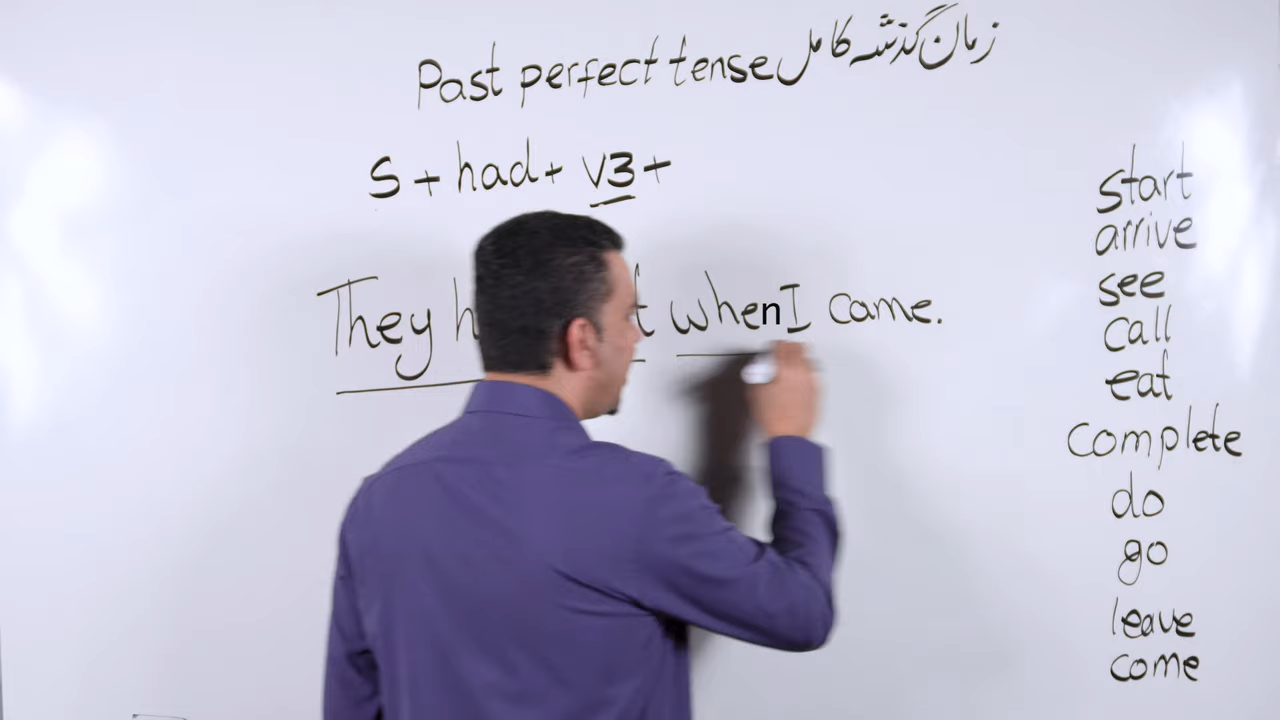 Past perfect tense زمان گذشته کامل
S + had + v3 +
They when I came.
start
arrive
see
call
eat
complete
do
go
leave
come